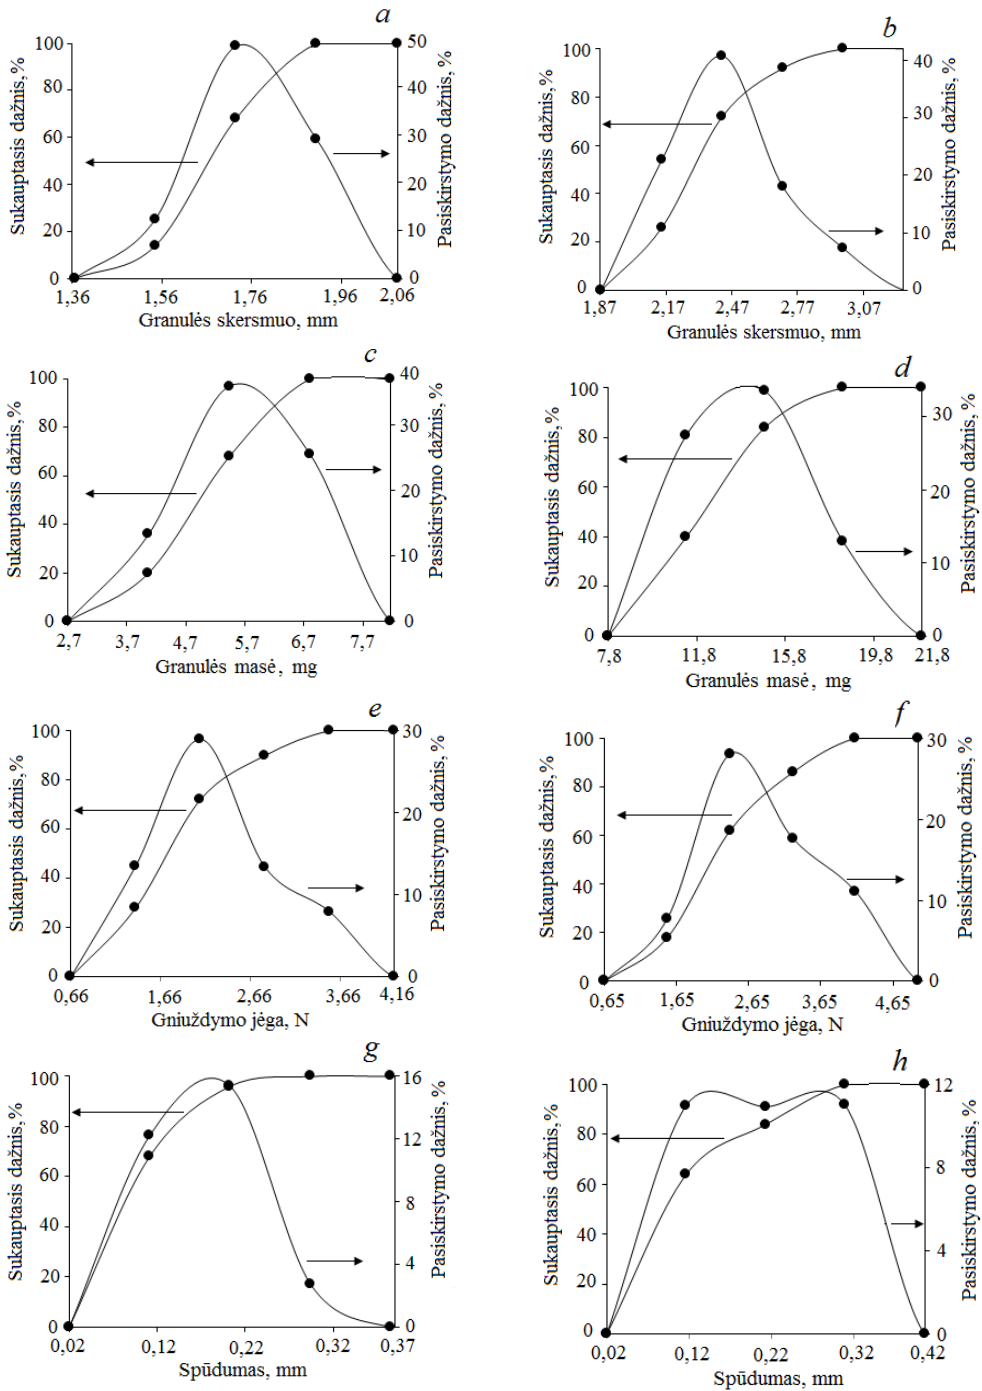 a
Sukauptasis dažnis, %
100
80
60
40
20
0
50
40
30
20
10
0
Pasiskirstymo dažnis, %
1,36 1,56 1,76 1,96 2,06
Granulės skersmuo, mm
b
Sukauptasis dažnis, %
100
80
60
40
20
0
40
30
20
10
0
Pasiskirstymo dažnis, %
1,87 2,17 2,47 2,77 3,07
Granulės skersmuo, mm
c
Sukauptasis dažnis, %
100
80
60
40
20
0
40
30
20
10
0
Pasiskirstymo dažnis, %
2,7 3,7 4,7 5,7 6,7 7,7
Granulės masė, mg
d
Sukauptasis dažnis, %
100
80
60
40
20
0
30
20
10
0
Pasiskirstymo dažnis, %
7,8 11,8 15,8 19,8 21,8
Granulės masė, mg
e
Sukauptasis dažnis, %
100
80
60
40
20
0
30
20
10
0
Pasiskirstymo dažnis, %
0,66 1,66 2,66 3,66 4,16
Gniuždymo jėga, N
f
Sukauptasis dažnis, %
100
80
60
40
20
0
30
20
10
0
Pasiskirstymo dažnis, %
0,65 1,65 2,65 3,65 4,65
Gniuždymo jėga, N
g
Sukauptasis dažnis, %
100
80
60
40
20
0
16
12
8
4
0
Pasiskirstymo dažnis, %
0,02 0,12 0,22 0,32 0,37
Spūdumas, mm
h
Sukauptasis dažnis, %
100
80
60
40
20
0
12
8
4
0
Pasiskirstymo dažnis, %
0,02 0,12 0,22 0,32 0,42
Spūdumas, mm